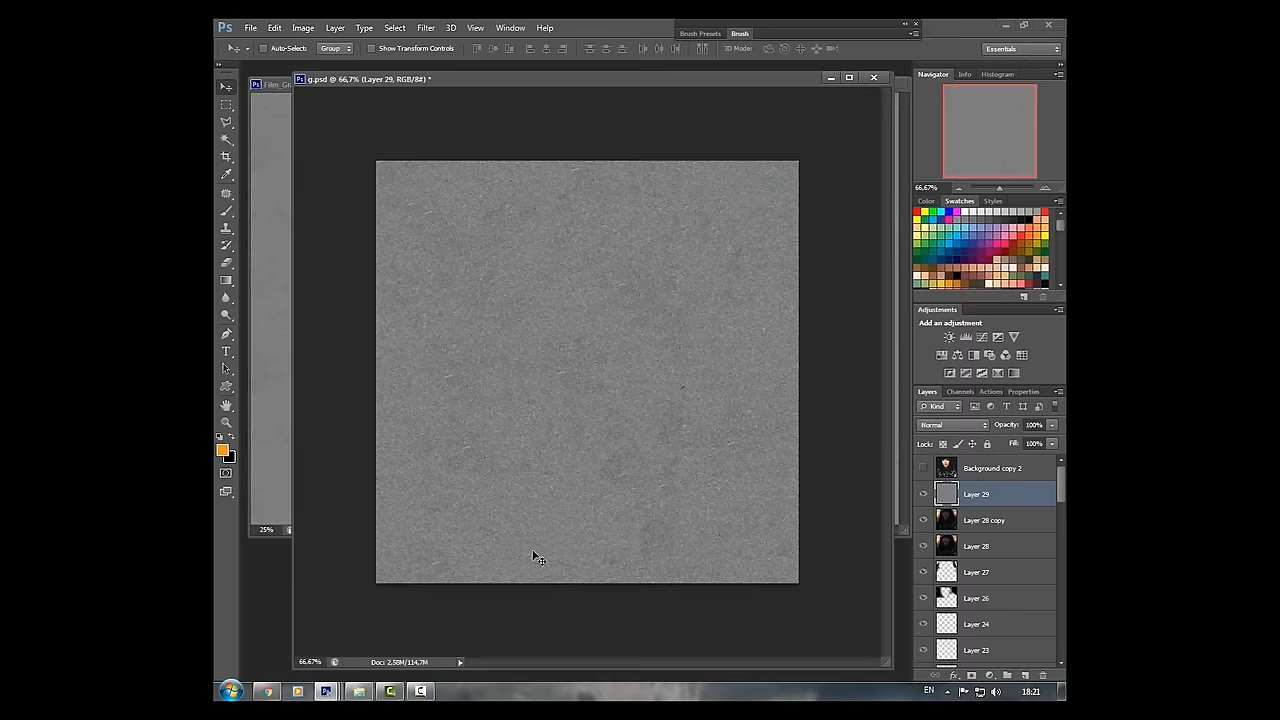 Ps File Edit Image Layer Type Select Filter 3D View Window Help
Brush Presets Brush
Auto-Select: Group Show Transform Controls 3D Mode: Essentials
Ps Film_Gr
Ps g.psd @ 66,7% (Layer 29, RGB/8#) *
Navigator Info Histogram
66,67%
Color Swatches Styles
Adjustments
Add an adjustment
Layers Channels Actions Properties
Kind
Normal Opacity: 100%
Lock: Fill: 100%
Background copy 2
Layer 29
Layer 28 copy
Layer 28
Layer 27
Layer 26
Layer 24
Layer 23
25%
66,67% Doc: 2,58M/114,7M
Ps EN 18:21